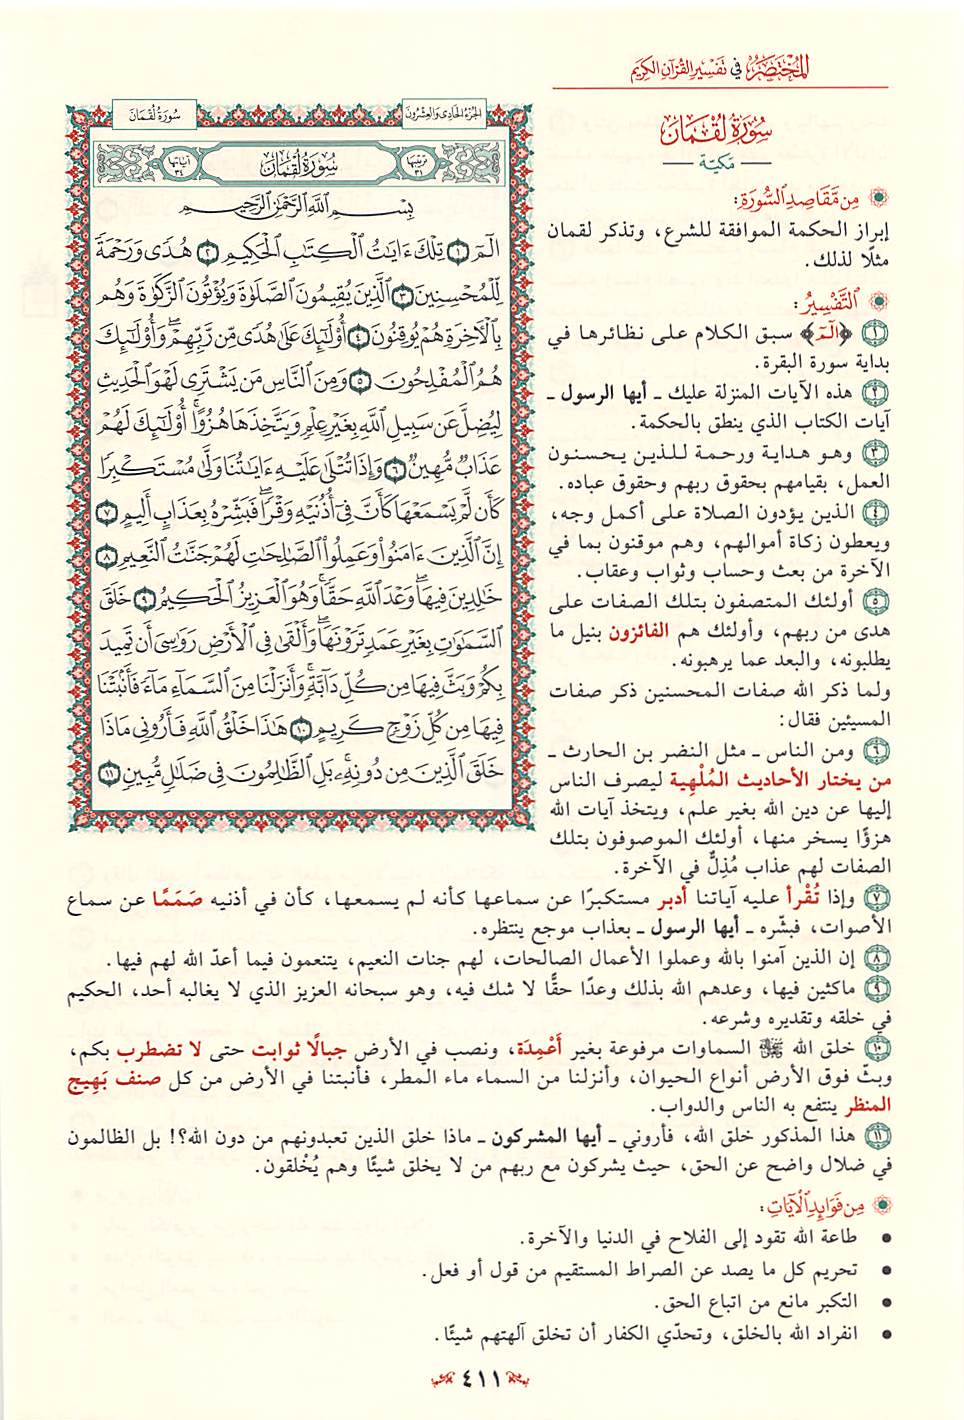 المختصر في تفسير القرآن الكريم
الجزء الحادي والعشرون
سورة لقمان
سورة لقمان
مكية
ترتيبها ٣١
سورة لقمان
آياتها ٣٤
بِسْمِ ٱللَّهِ ٱلرَّحْمَٰنِ ٱلرَّحِيمِ
الٓمٓ ١ تِلْكَ ءَايَٰتُ ٱلْكِتَٰبِ ٱلْحَكِيمِ ٢ هُدًى وَرَحْمَةً
لِّلْمُحْسِنِينَ ٣ ٱلَّذِينَ يُقِيمُونَ ٱلصَّلَوٰةَ وَيُؤْتُونَ ٱلزَّكَوٰةَ وَهُم
بِٱلْءَاخِرَةِ هُمْ يُوقِنُونَ ٤ أُو۟لَٰٓئِكَ عَلَىٰ هُدًى مِّن رَّبِّهِمْ ۖ وَأُو۟لَٰٓئِكَ
هُمُ ٱلْمُفْلِحُونَ ٥ وَمِنَ ٱلنَّاسِ مَن يَشْتَرِى لَهْوَ ٱلْحَدِيثِ
لِيُضِلَّ عَن سَبِيلِ ٱللَّهِ بِغَيْرِ عِلْمٍ وَيَتَّخِذَهَا هُزُوًا ۚ أُو۟لَٰٓئِكَ لَهُمْ
عَذَابٌ مُّهِينٌ ٦ وَإِذَا تُتْلَىٰ عَلَيْهِ ءَايَٰتُنَا وَلَّىٰ مُسْتَكْبِرًا
كَأَن لَّمْ يَسْمَعْهَا كَأَنَّ فِىٓ أُذُنَيْهِ وَقْرًا ۖ فَبَشِّرْهُ بِعَذَابٍ أَلِيمٍ ٧
إِنَّ ٱلَّذِينَ ءَامَنُوا۟ وَعَمِلُوا۟ ٱلصَّٰلِحَٰتِ لَهُمْ جَنَّٰتُ ٱلنَّعِيمِ ٨
خَٰلِدِينَ فِيهَا ۖ وَعْدَ ٱللَّهِ حَقًّا ۚ وَهُوَ ٱلْعَزِيزُ ٱلْحَكِيمُ ٩ خَلَقَ
ٱلسَّمَٰوَٰتِ بِغَيْرِ عَمَدٍ تَرَوْنَهَا ۖ وَأَلْقَىٰ فِى ٱلْأَرْضِ رَوَٰسِىَ أَن تَمِيدَ
بِكُمْ وَبَثَّ فِيهَا مِن كُلِّ دَآبَّةٍ ۚ وَأَنزَلْنَا مِنَ ٱلسَّمَآءِ مَآءً فَأَنۢبَتْنَا
فِيهَا مِن كُلِّ زَوْجٍ كَرِيمٍ ١٠ هَٰذَا خَلْقُ ٱللَّهِ فَأَرُونِى مَاذَا
خَلَقَ ٱلَّذِينَ مِن دُونِهِۦ ۚ بَلِ ٱلظَّٰلِمُونَ فِى ضَلَٰلٍ مُّبِينٍ ١١
من مقاصد السورة:
إبراز الحكمة الموافقة للشرع، وتذكر لقمان
مثلًا لذلك.
التفسير:
١ ﴿الٓمٓ﴾ سبق الكلام على نظائرها في
بداية سورة البقرة.
٢ هذه الآيات المنزلة عليك ـ أيها الرسول ـ
آيات الكتاب الذي ينطق بالحكمة.
٣ وهو هداية ورحمة للذين يحسنون
العمل، بقيامهم بحقوق ربهم وحقوق عباده.
٤ الذين يؤدون الصلاة على أكمل وجه،
ويعطون زكاة أموالهم، وهم موقنون بما في
الآخرة من بعث وحساب وثواب وعقاب.
٥ أولئك المتصفون بتلك الصفات على
هدى من ربهم، وأولئك هم الفائزون بنيل ما
يطلبونه، والبعد عما يرهبونه.
ولما ذكر الله صفات المحسنين ذكر صفات
المسيئين فقال:
٦ ومن الناس ـ مثل النضر بن الحارث ـ
من يختار الأحاديث المُلْهِية ليصرف الناس
إليها عن دين الله بغير علم، ويتخذ آيات الله
هزوًا يسخر منها، أولئك الموصوفون بتلك
الصفات لهم عذاب مُذِلٌّ في الآخرة.
٧ وإذا تُقْرأ عليه آياتنا أدبر مستكبرًا عن سماعها كأنه لم يسمعها، كأن في أذنيه صَمَمًا عن سماع
الأصوات، فبشّره ـ أيها الرسول ـ بعذاب موجع ينتظره.
٨ إن الذين آمنوا بالله وعملوا الأعمال الصالحات، لهم جنات النعيم، يتنعمون فيما أعدّ الله لهم فيها.
٩ ماكثين فيها، وعدهم الله بذلك وعدًا حقًّا لا شك فيه، وهو سبحانه العزيز الذي لا يغالبه أحد، الحكيم
في خلقه وتقديره وشرعه.
١٠ خلق الله ﷻ السماوات مرفوعة بغير أَعْمِدَة، ونصب في الأرض جبالًا ثوابت حتى لا تضطرب بكم،
وبثّ فوق الأرض أنواع الحيوان، وأنزلنا من السماء ماء المطر، فأنبتنا في الأرض من كل صنف بَهِيج
المنظر ينتفع به الناس والدواب.
١١ هذا المذكور خلق الله، فأروني ـ أيها المشركون ـ ماذا خلق الذين تعبدونهم من دون الله؟! بل الظالمون
في ضلال واضح عن الحق، حيث يشركون مع ربهم من لا يخلق شيئًا وهم يُخْلقون.
من فوائد الآيات:
• طاعة الله تقود إلى الفلاح في الدنيا والآخرة.
• تحريم كل ما يصد عن الصراط المستقيم من قول أو فعل.
• التكبر مانع من اتباع الحق.
• انفراد الله بالخلق، وتحدّي الكفار أن تخلق آلهتهم شيئًا.
٤١١